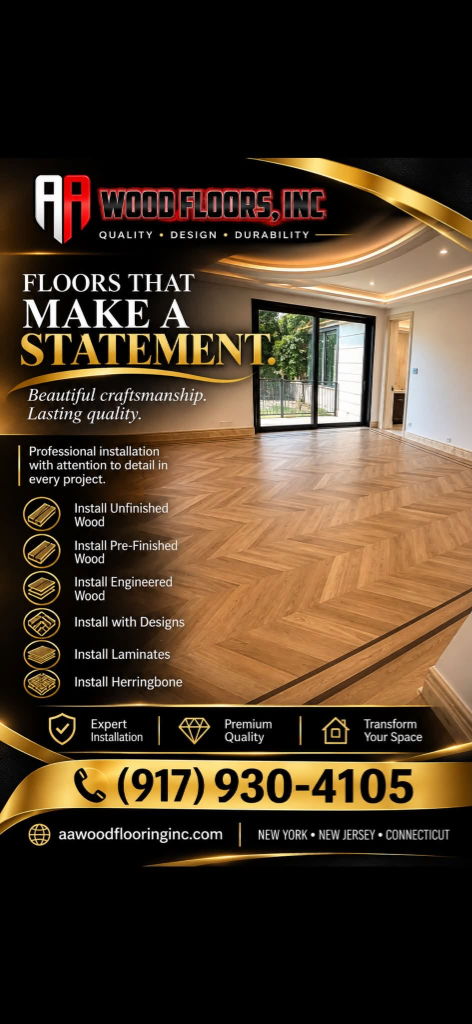 AA WOOD FLOORS, INC
QUALITY • DESIGN • DURABILITY
FLOORS THAT
MAKE A
STATEMENT.
Beautiful craftsmanship.
Lasting quality.
Professional installation
with attention to detail in
every project.
Install Unfinished
Wood
Install Pre-Finished
Wood
Install Engineered
Wood
Install with Designs
Install Laminates
Install Herringbone
Expert
Installation
Premium
Quality
Transform
Your Space
(917) 930-4105
aawoodflooringinc.com
NEW YORK • NEW JERSEY • CONNECTICUT